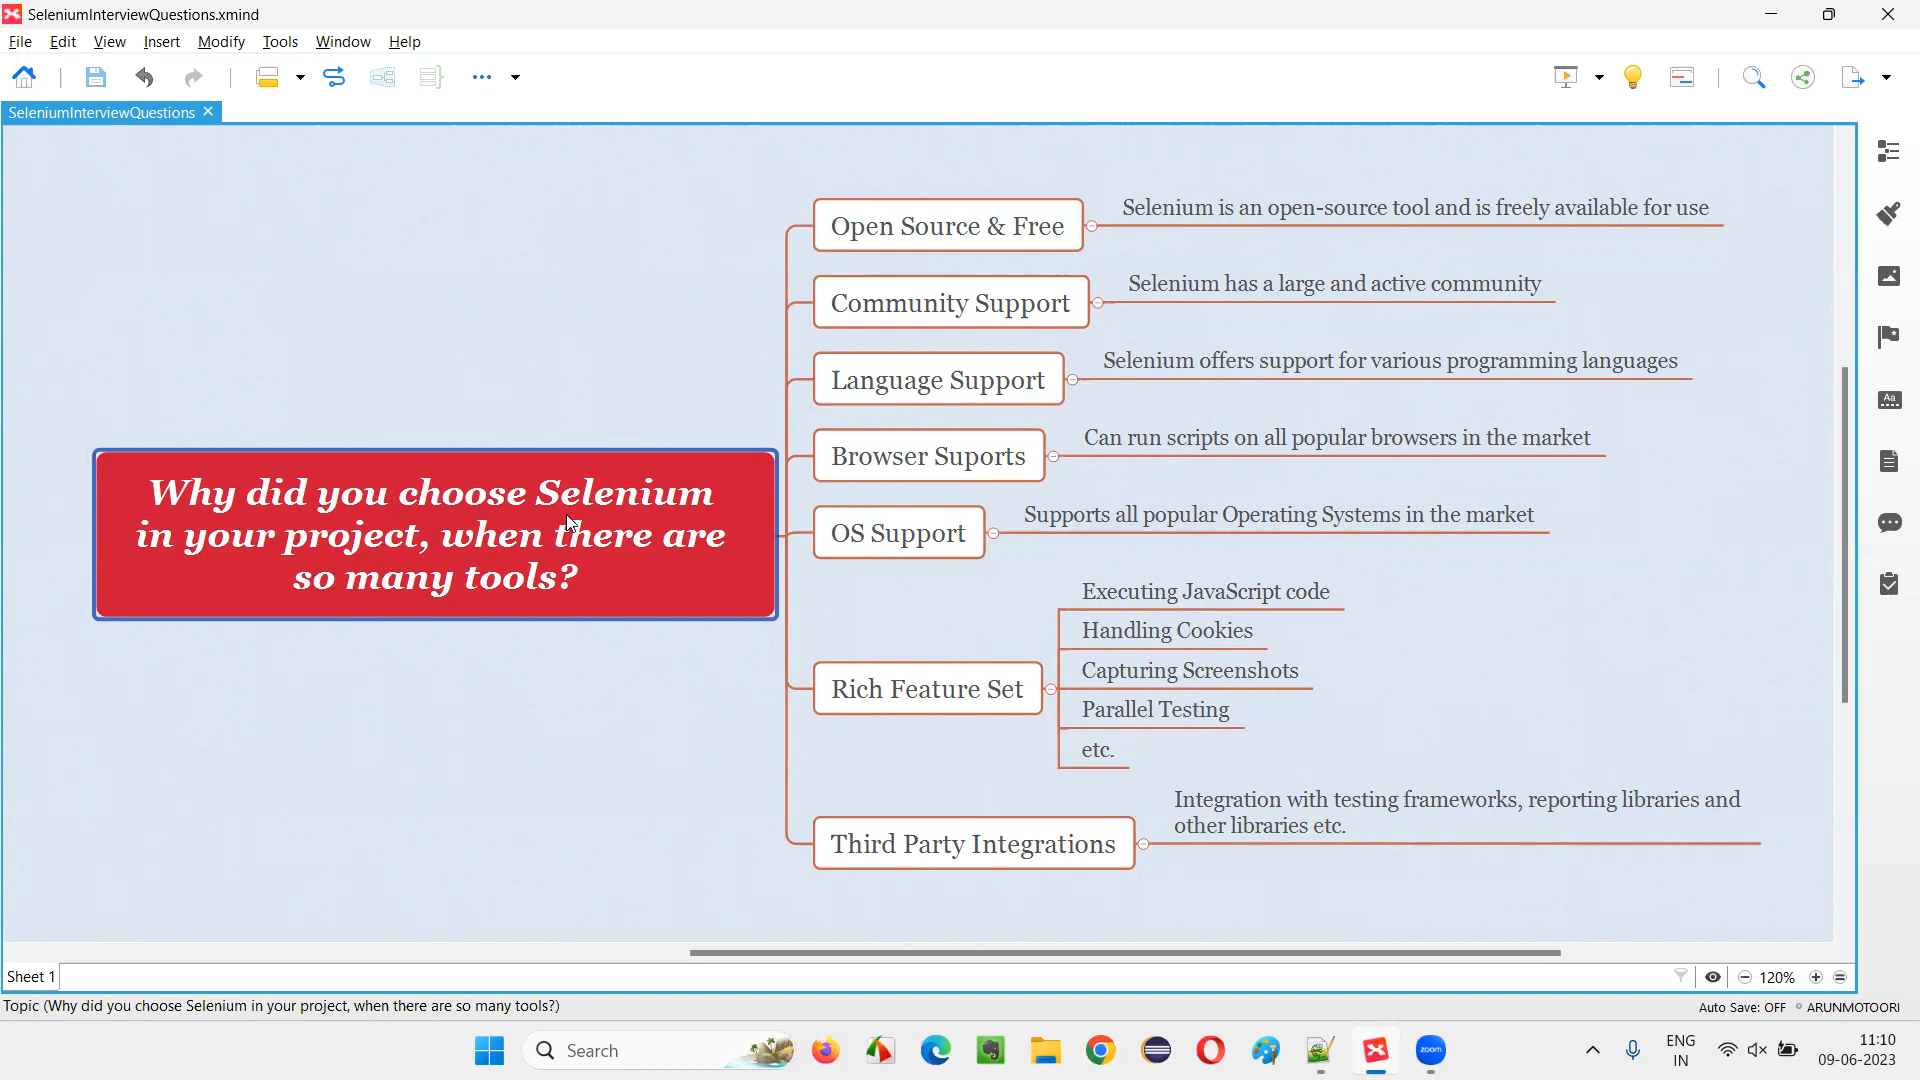 SeleniumInterviewQuestions.xmind
File Edit View Insert Modify Tools Window Help
SeleniumInterviewQuestions
Why did you choose Selenium
in your project, when there are
so many tools?
Open Source & Free
Selenium is an open-source tool and is freely available for use
Community Support
Selenium has a large and active community
Language Support
Selenium offers support for various programming languages
Browser Suports
Can run scripts on all popular browsers in the market
OS Support
Supports all popular Operating Systems in the market
Rich Feature Set
Executing JavaScript code
Handling Cookies
Capturing Screenshots
Parallel Testing
etc.
Third Party Integrations
Integration with testing frameworks, reporting libraries and
other libraries etc.
Aa
Sheet 1
120%
Topic (Why did you choose Selenium in your project, when there are so many tools?)
Auto Save: OFF
ARUNMOTOORI
Search
zoom
ENG
IN
11:10
09-06-2023